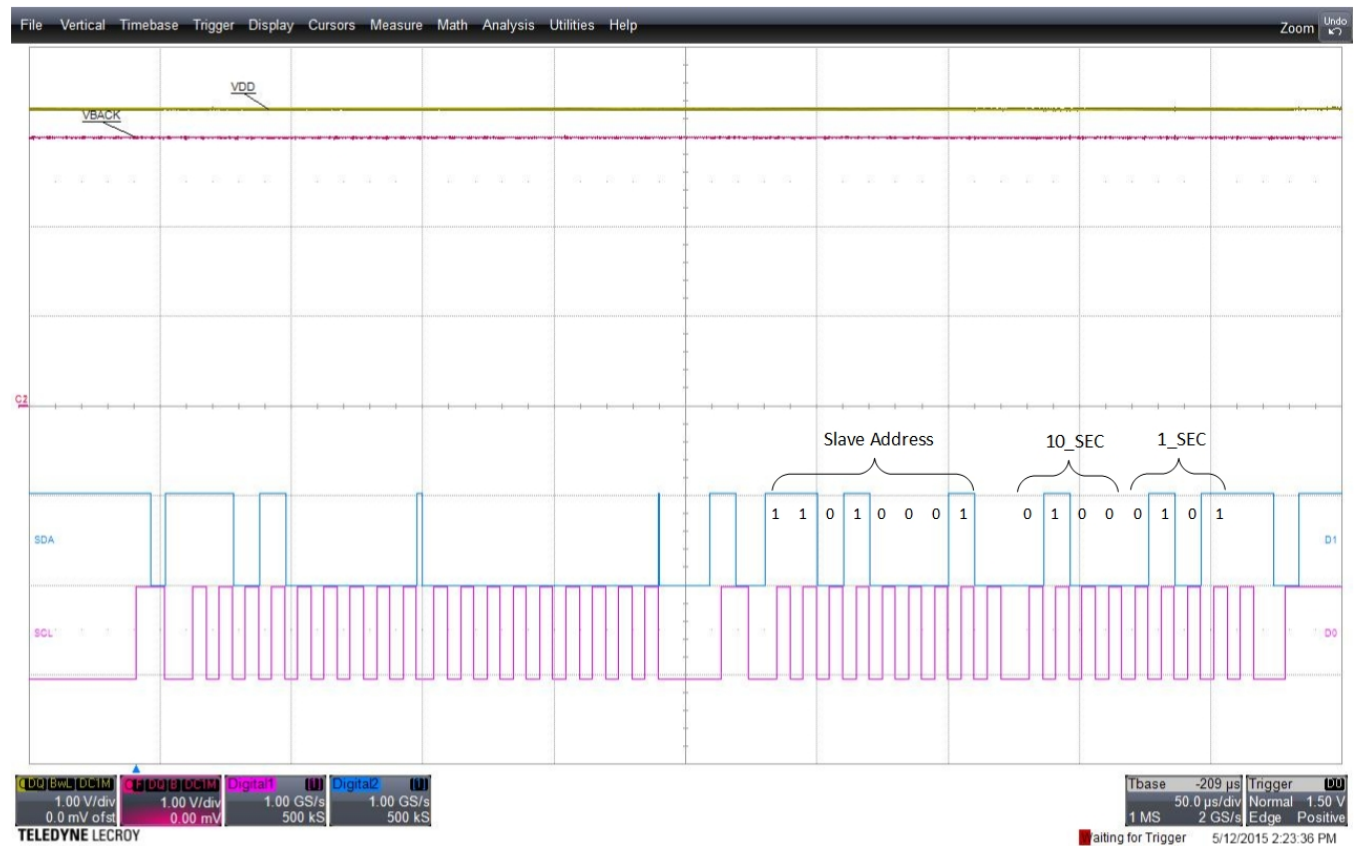 File Vertical Timebase Trigger Display Cursors Measure Math Analysis Utilities Help Zoom Undo
VDD
VBACK
C2
Slave Address 10_SEC 1_SEC
1 1 0 1 0 0 0 1 0 1 0 0 0 1 0 1
SDA D1
SCL D0
DC1M Digital1 (U) Digital2 (U) Tbase -209 µs Trigger D0
1.00 V/div 1.00 V/div 1.00 GS/s 1.00 GS/s 50.0 µs/div Normal 1.50 V
0.0 mV ofst 0.00 mV 500 kS 500 kS 1 MS 2 GS/s Edge Positive
TELEDYNE LECROY aiting for Trigger 5/12/2015 2:23:36 PM